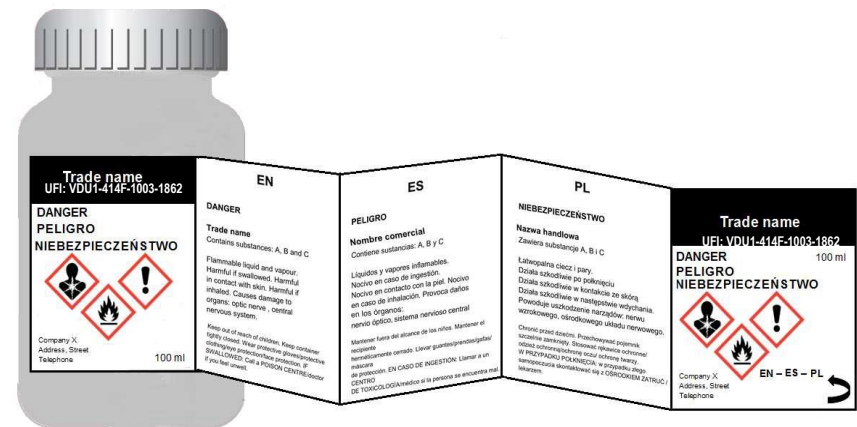 Trade name
UFI: VDU1-414F-1003-1862
DANGER
PELIGRO
NIEBEZPIECZEŃSTWO
Company X
Address, Street
Telephone
100 ml
EN
DANGER
Trade name
Contains substances: A, B and C
Flammable liquid and vapour.
Harmful if swallowed. Harmful
in contact with skin. Harmful if
inhaled. Causes damage to
organs: optic nerve , central
nervous system.
Keep out of reach of children. Keep container
tightly closed. Wear protective gloves/protective
clothing/eye protection/face protection. IF
SWALLOWED: Call a POISON CENTRE/doctor
if you feel unwell.
ES
PELIGRO
Nombre comercial
Contiene sustancias: A, B y C
Líquidos y vapores inflamables.
Nocivo en caso de ingestión.
Nocivo en contacto con la piel. Nocivo
en caso de inhalación. Provoca daños
en los órganos:
nervio óptico, sistema nervioso central
Mantener fuera del alcance de los niños. Mantener el
recipiente
herméticamente cerrado. Llevar guantes/prendas/gafas/
máscara
de protección. EN CASO DE INGESTIÓN: Llamar a un
CENTRO
DE TOXICOLOGÍA/médico si la persona se encuentra mal.
PL
NIEBEZPIECZEŃSTWO
Nazwa handlowa
Zawiera substancje A, B i C
Łatwopalna ciecz i pary.
Działa szkodliwie po połknięciu
Działa szkodliwie w kontakcie ze skórą
Działa szkodliwie w następstwie wdychania.
Powoduje uszkodzenie narządów: nerwu
wzrokowego, ośrodkowego układu nerwowego.
Chronić przed dziećmi. Przechowywać pojemnik
szczelnie zamknięty. Stosować rękawice ochronne/
odzież ochronną/ochronę oczu/ ochronę twarzy.
W PRZYPADKU POŁKNIĘCIA: w przypadku złego
samopoczucia skontaktować się z OŚRODKIEM ZATRUĆ /
lekarzem.
Trade name
UFI: VDU1-414F-1003-1862
DANGER 100 ml
PELIGRO
NIEBEZPIECZEŃSTWO
EN – ES – PL
Company X
Address, Street
Telephone